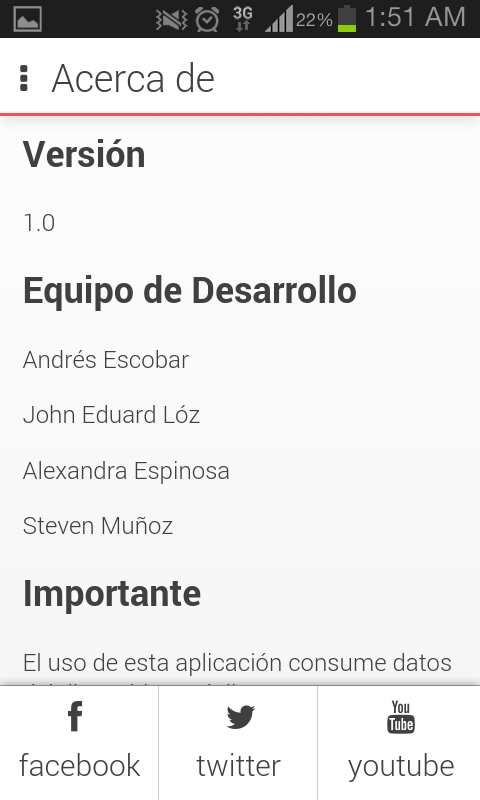 3G 22% 1:51 AM
Acerca de
Versión
1.0
Equipo de Desarrollo
Andrés Escobar
John Eduard Lóz
Alexandra Espinosa
Steven Muñoz
Importante
El uso de esta aplicación consume datos
You
Tube
facebook twitter youtube